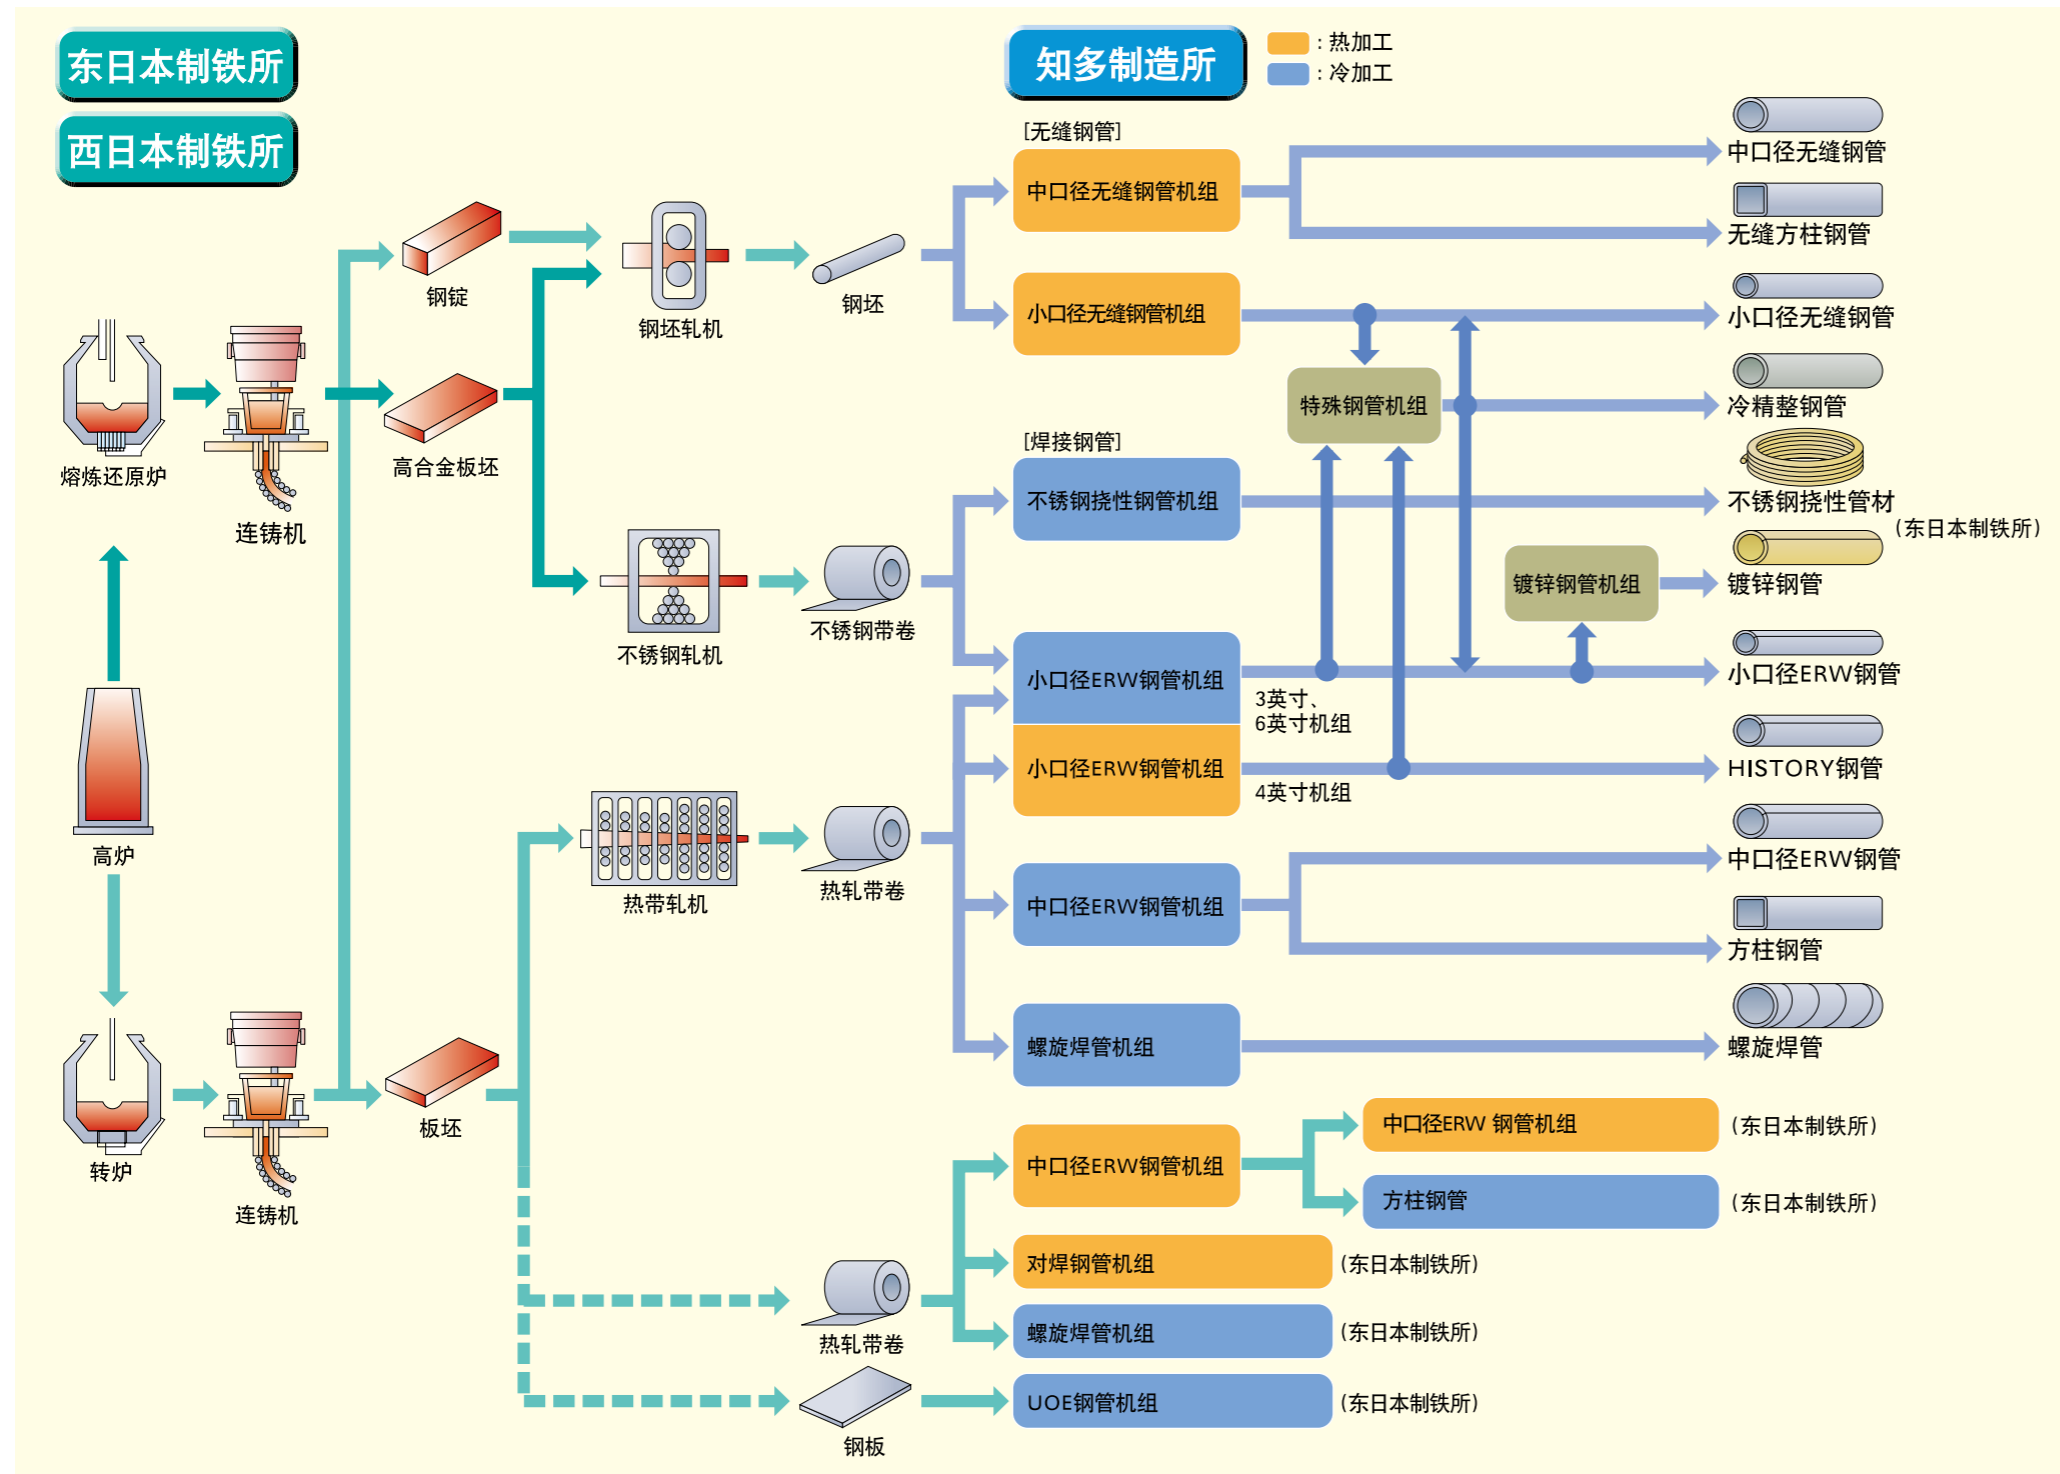 东日本制铁所
西日本制铁所
知多制造所
：热加工
：冷加工
[无缝钢管]
中口径无缝钢管机组
中口径无缝钢管
无缝方柱钢管
钢锭
钢坯轧机
钢坯
小口径无缝钢管机组
小口径无缝钢管
特殊钢管机组
冷精整钢管
熔炼还原炉
连铸机
高合金板坯
[焊接钢管]
不锈钢挠性钢管机组
不锈钢挠性管材
(东日本制铁所)
镀锌钢管机组
镀锌钢管
不锈钢轧机
不锈钢带卷
小口径ERW钢管机组
3英寸、
6英寸机组
小口径ERW钢管
小口径ERW钢管机组
4英寸机组
HISTORY钢管
高炉
热带轧机
热轧带卷
中口径ERW钢管机组
中口径ERW钢管
方柱钢管
螺旋焊管机组
螺旋焊管
转炉
连铸机
板坯
中口径ERW钢管机组
中口径ERW 钢管机组
(东日本制铁所)
方柱钢管
(东日本制铁所)
对焊钢管机组
(东日本制铁所)
热轧带卷
螺旋焊管机组
(东日本制铁所)
钢板
UOE钢管机组
(东日本制铁所)